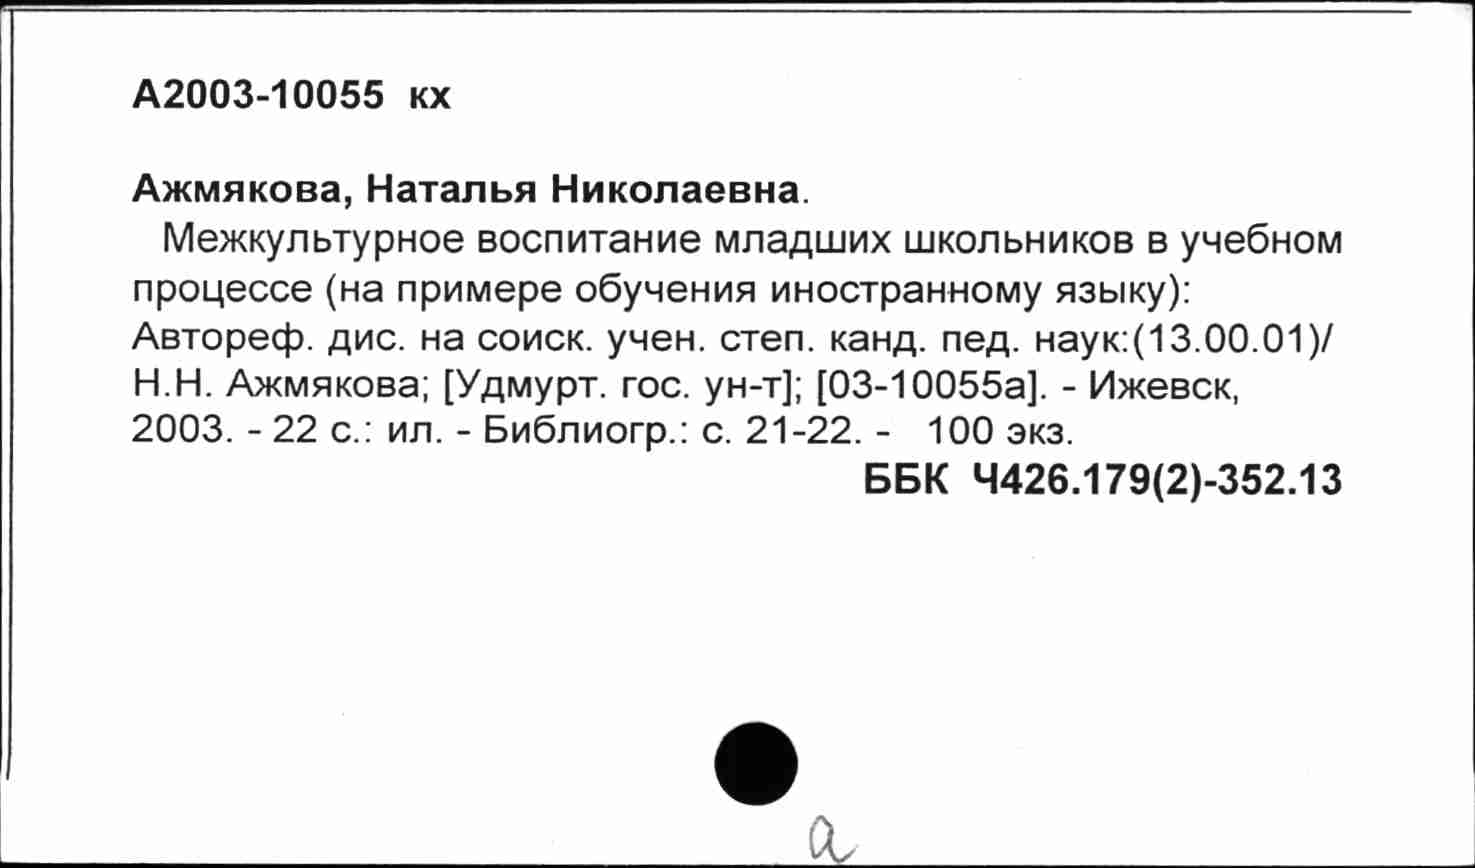 А2003-10055 кх
Ажмякова, Наталья Николаевна.
Межкультурное воспитание младших школьников в учебном
процессе (на примере обучения иностранному языку):
Автореф. дис. на соиск. учен. степ. канд. пед. наук:(13.00.01)/
Н.Н. Ажмякова; [Удмурт. гос. ун-т]; [03-10055а]. - Ижевск,
2003. - 22 с.: ил. - Библиогр.: с. 21-22. - 100 экз.
ББК Ч426.179(2)-352.13
а